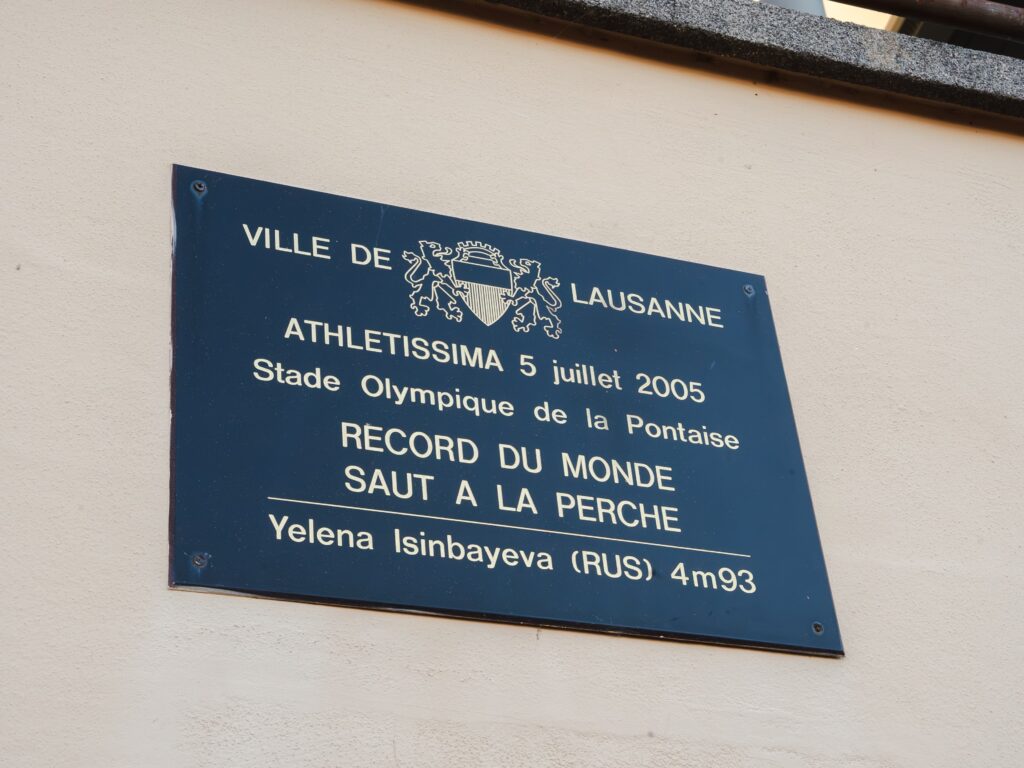 VILLE DE LAUSANNE
ATHLETISSIMA 5 juillet 2005
Stade Olympique de la Pontaise
RECORD DU MONDE
SAUT A LA PERCHE
Yelena Isinbayeva (RUS) 4m93